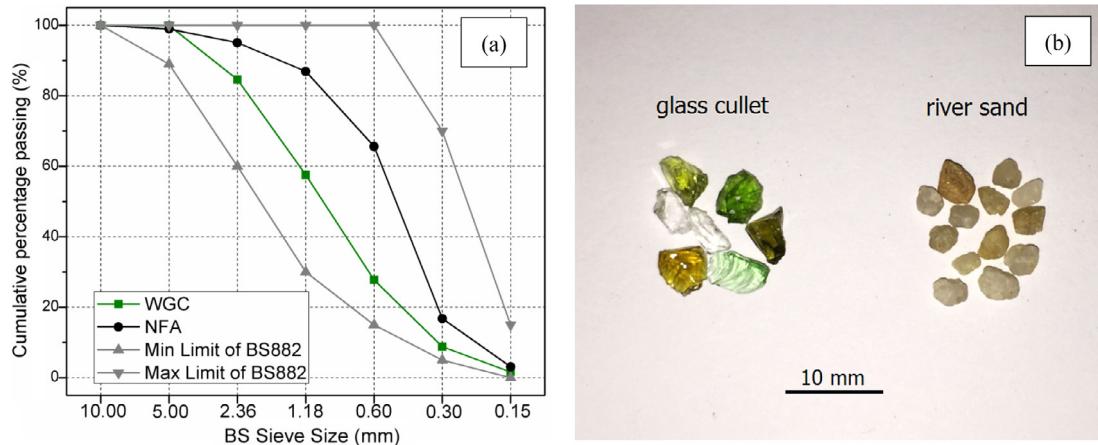 (a)
Cumulative percentage passing (%)
100
80
60
40
20
0
WGC
NFA
Min Limit of BS882
Max Limit of BS882
10.00 5.00 2.36 1.18 0.60 0.30 0.15
BS Sieve Size (mm)
(b)
glass cullet river sand
10 mm